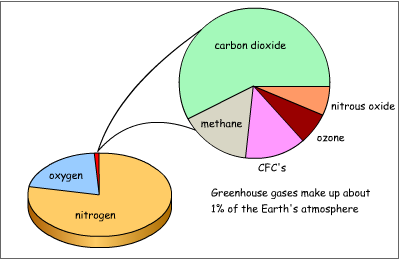 carbon dioxide
methane
nitrous oxide
ozone
CFC's
oxygen
nitrogen
Greenhouse gases make up about
1% of the Earth's atmosphere